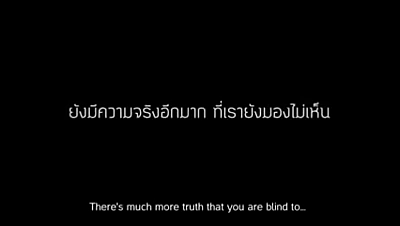 ยังมีความจริงอีกมาก ที่เรายังมองไม่เห็น
There's much more truth that you are blind to...